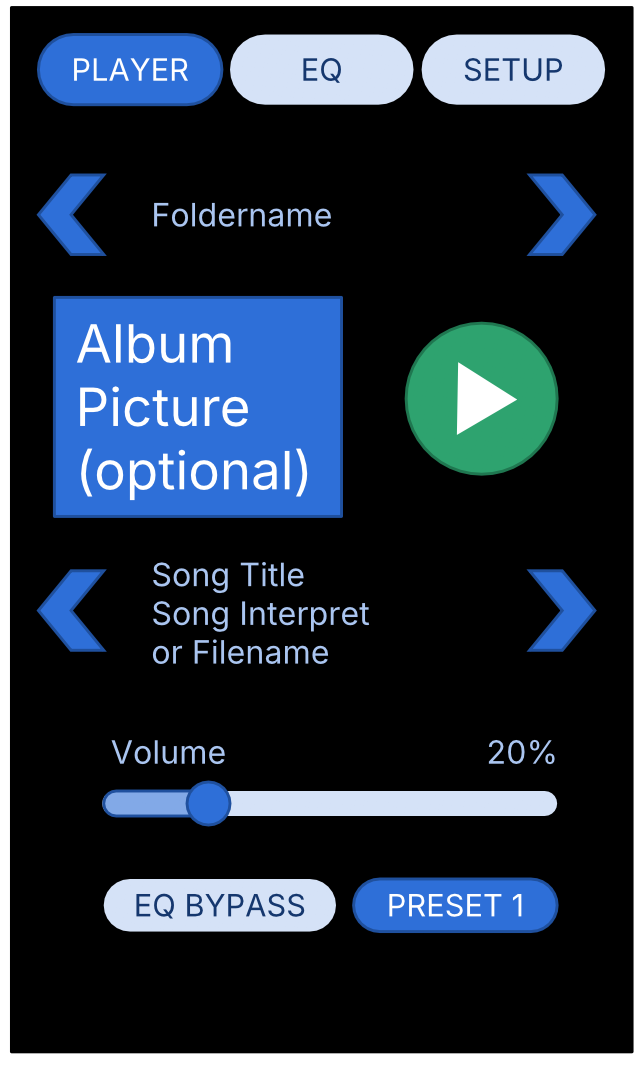 PLAYER EQ SETUP
Foldername
Album
Picture
(optional)
Song Title
Song Interpret
or Filename
Volume 20%
EQ BYPASS PRESET 1